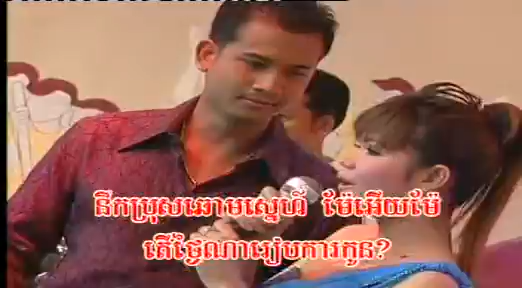 នឹកប្រុសឆោមស្នេហ៍ ម៉ែអើយម៉ែ
តើថ្ងៃណារៀបការកូន?